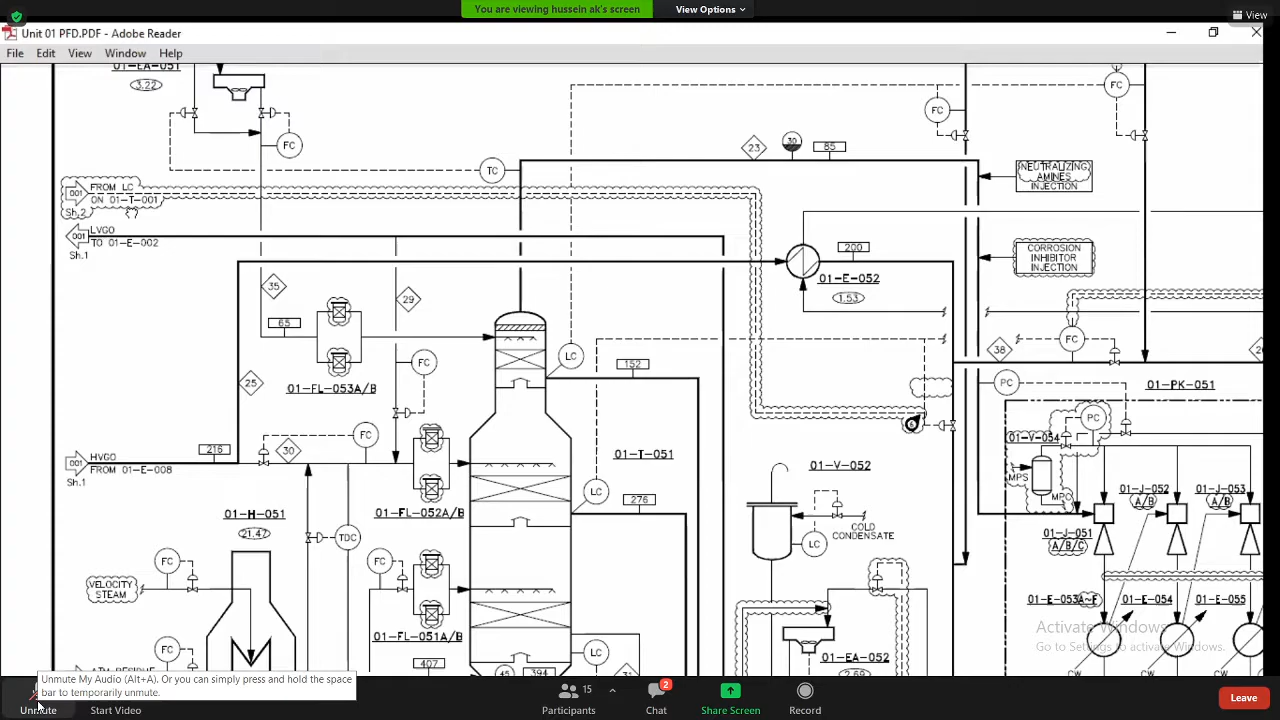 You are viewing hussein ak's screen
View Options
View
Unit 01 PFD.PDF - Adobe Reader
File Edit View Window Help
01-EA-051
3.22
FC
FC
FC
FC
TC
23
30
85
NEUTRALIZING
AMINES
INJECTION
001
FROM LC
ON 01-T-001
Sh.2
001
LVGO
TO 01-E-002
Sh.1
200
CORROSION
INHIBITOR
INJECTION
01-E-052
1.53
35
29
65
LC
FC
152
FC
38
PC
01-PK-051
01-FL-053A/B
25
216
30
FC
PC
01-V-054
001
HVGO
FROM 01-E-008
Sh.1
01-T-051
01-V-052
MPS
MPC
LC
276
01-J-052
A/B
01-J-053
A/B
01-H-051
21.47
01-FL-052A/B
COLD
CONDENSATE
LC
01-J-051
A/B/C
TDC
FC
FC
VELOCITY
STEAM
01-E-053A~F
01-E-054
01-E-055
01-FL-051A/B
407
LC
45
394
31
01-EA-052
2.69
FC
CW
CW
CW
Activate Windows
Go to Settings to activate Windows.
Unmute My Audio (Alt+A). Or you can simply press and hold the space
bar to temporarily unmute.
Unmute
Start Video
15
Participants
2
Chat
Share Screen
Record
Leave